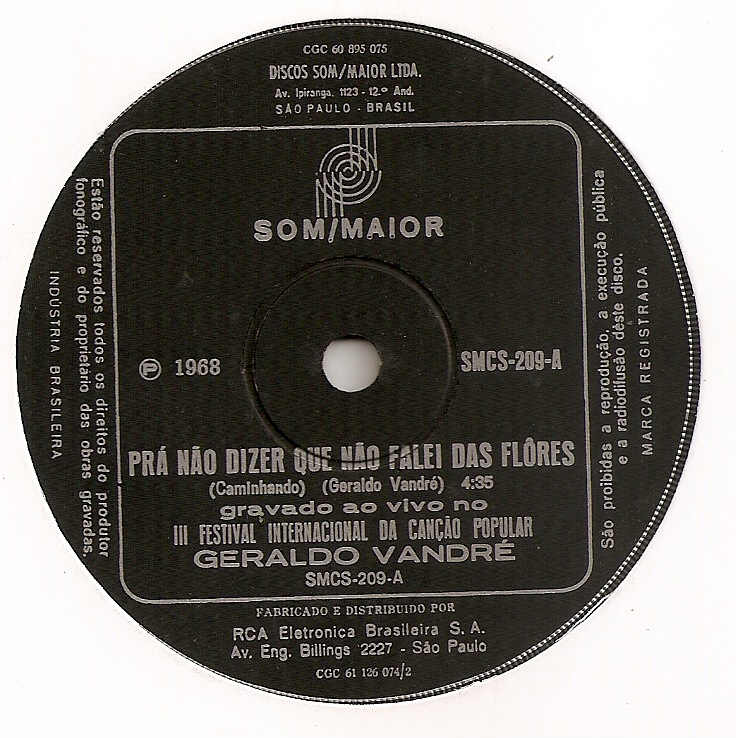 CGC 60 895 075
DISCOS SOM/MAIOR LTDA.
Av. Ipiranga, 1123 - 12.º And.
SÃO PAULO - BRASIL
SOM/MAIOR
℗ 1968
SMCS-209-A
PRÁ NÃO DIZER QUE NÃO FALEI DAS FLÔRES
(Caminhando) (Geraldo Vandré) 4:35
gravado ao vivo no
III FESTIVAL INTERNACIONAL DA CANÇÃO POPULAR
GERALDO VANDRÉ
SMCS-209-A
FABRICADO E DISTRIBUIDO POR
RCA Eletronica Brasileira S. A.
Av. Eng. Billings 2227 - São Paulo
CGC 61 126 074/2
Estão reservados todos os direitos do produtor
fonográfico e do proprietário das obras gravadas.
INDÚSTRIA BRASILEIRA
São proibidas a reprodução, a execução pública
e a radiodifusão dêste disco.
MARCA REGISTRADA